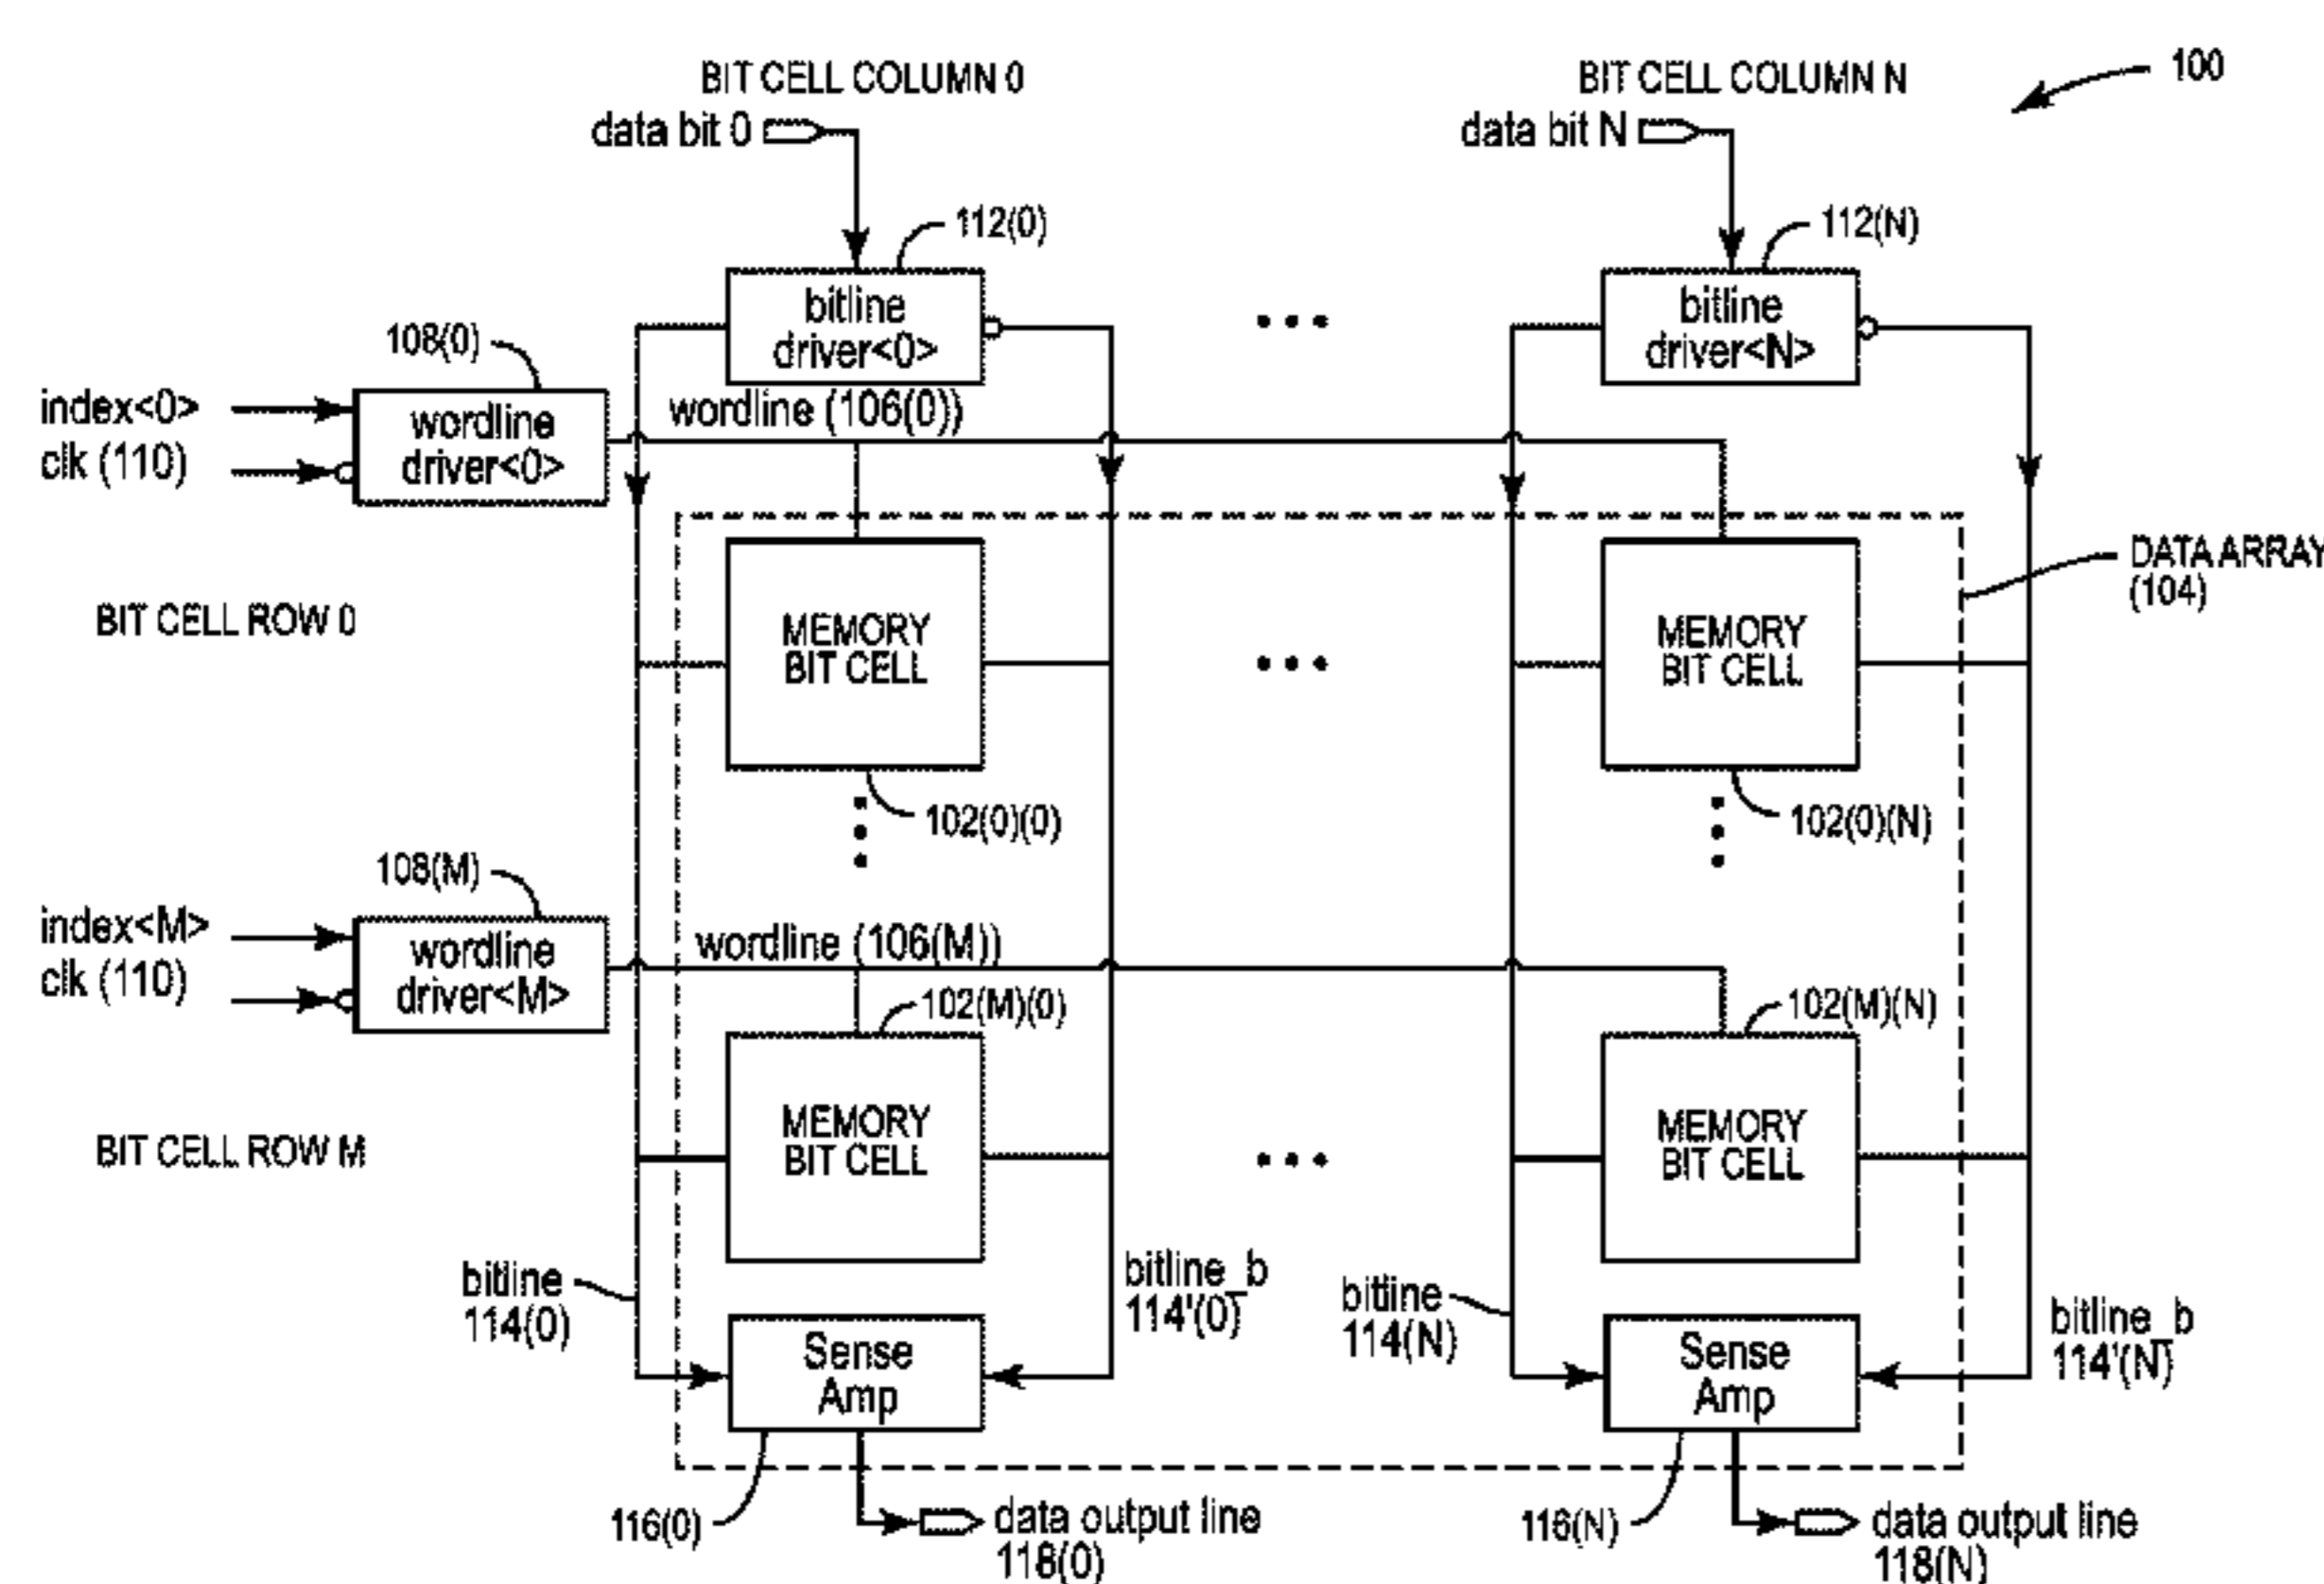 BIT CELL COLUMN 0
BIT CELL COLUMN N
100
data bit 0
data bit N
112(0)
112(N)
bitline
driver<0>
bitline
driver<N>
108(0)
index<0>
clk (110)
wordline
driver<0>
wordline (106(0))
DATA ARRAY
(104)
BIT CELL ROW 0
MEMORY
BIT CELL
MEMORY
BIT CELL
102(0)(0)
102(0)(N)
108(M)
index<M>
clk (110)
wordline
driver<M>
wordline (106(M))
102(M)(0)
102(M)(N)
BIT CELL ROW M
MEMORY
BIT CELL
MEMORY
BIT CELL
bitline
114(0)
bitline_b
114'(0)
bitline
114(N)
bitline_b
114'(N)
Sense
Amp
Sense
Amp
116(0)
data output line
118(0)
116(N)
data output line
118(N)